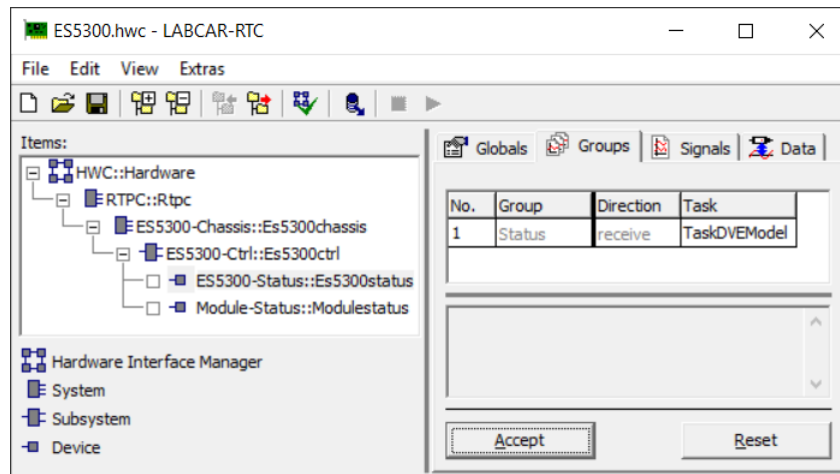 ES5300.hwc - LABCAR-RTC
File Edit View Extras
Items:
HWC::Hardware
RTPC::Rtpc
ES5300-Chassis::Es5300chassis
ES5300-Ctrl::Es5300ctrl
ES5300-Status::Es5300status
Module-Status::Modulestatus
Hardware Interface Manager
System
Subsystem
Device
Globals Groups Signals Data
No. Group Direction Task
1 Status receive TaskDVEModel
Accept Reset